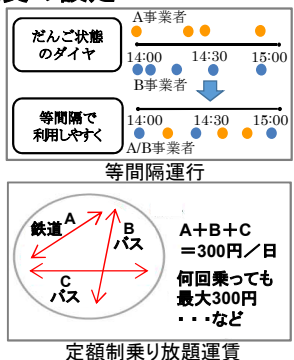 A事業者
だんご状態
のダイヤ
14:00 14:30 15:00
B事業者
等間隔で
利用しやすく
14:00 14:30 15:00
A/B事業者
等間隔運行
鉄道 A
B
バス
C
バス
A+B+C
=300円/日
何回乗っても
最大300円
・・・など
定額制乗り放題運賃